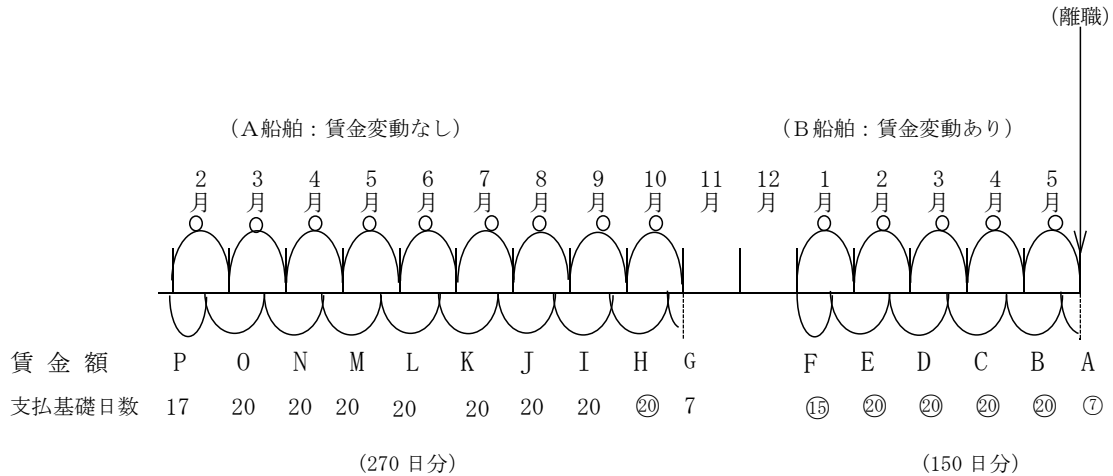 (離職)
(A船舶：賃金変動なし)
(B船舶：賃金変動あり)
2月 3月 4月 5月 6月 7月 8月 9月 10月 11月 12月 1月 2月 3月 4月 5月
賃金額 P O N M L K J I H G F E D C B A
支払基礎日数 17 20 20 20 20 20 20 20 ⑳ 7 ⑮ ⑳ ⑳ ⑳ ⑳ ⑦
(270日分)
(150日分)